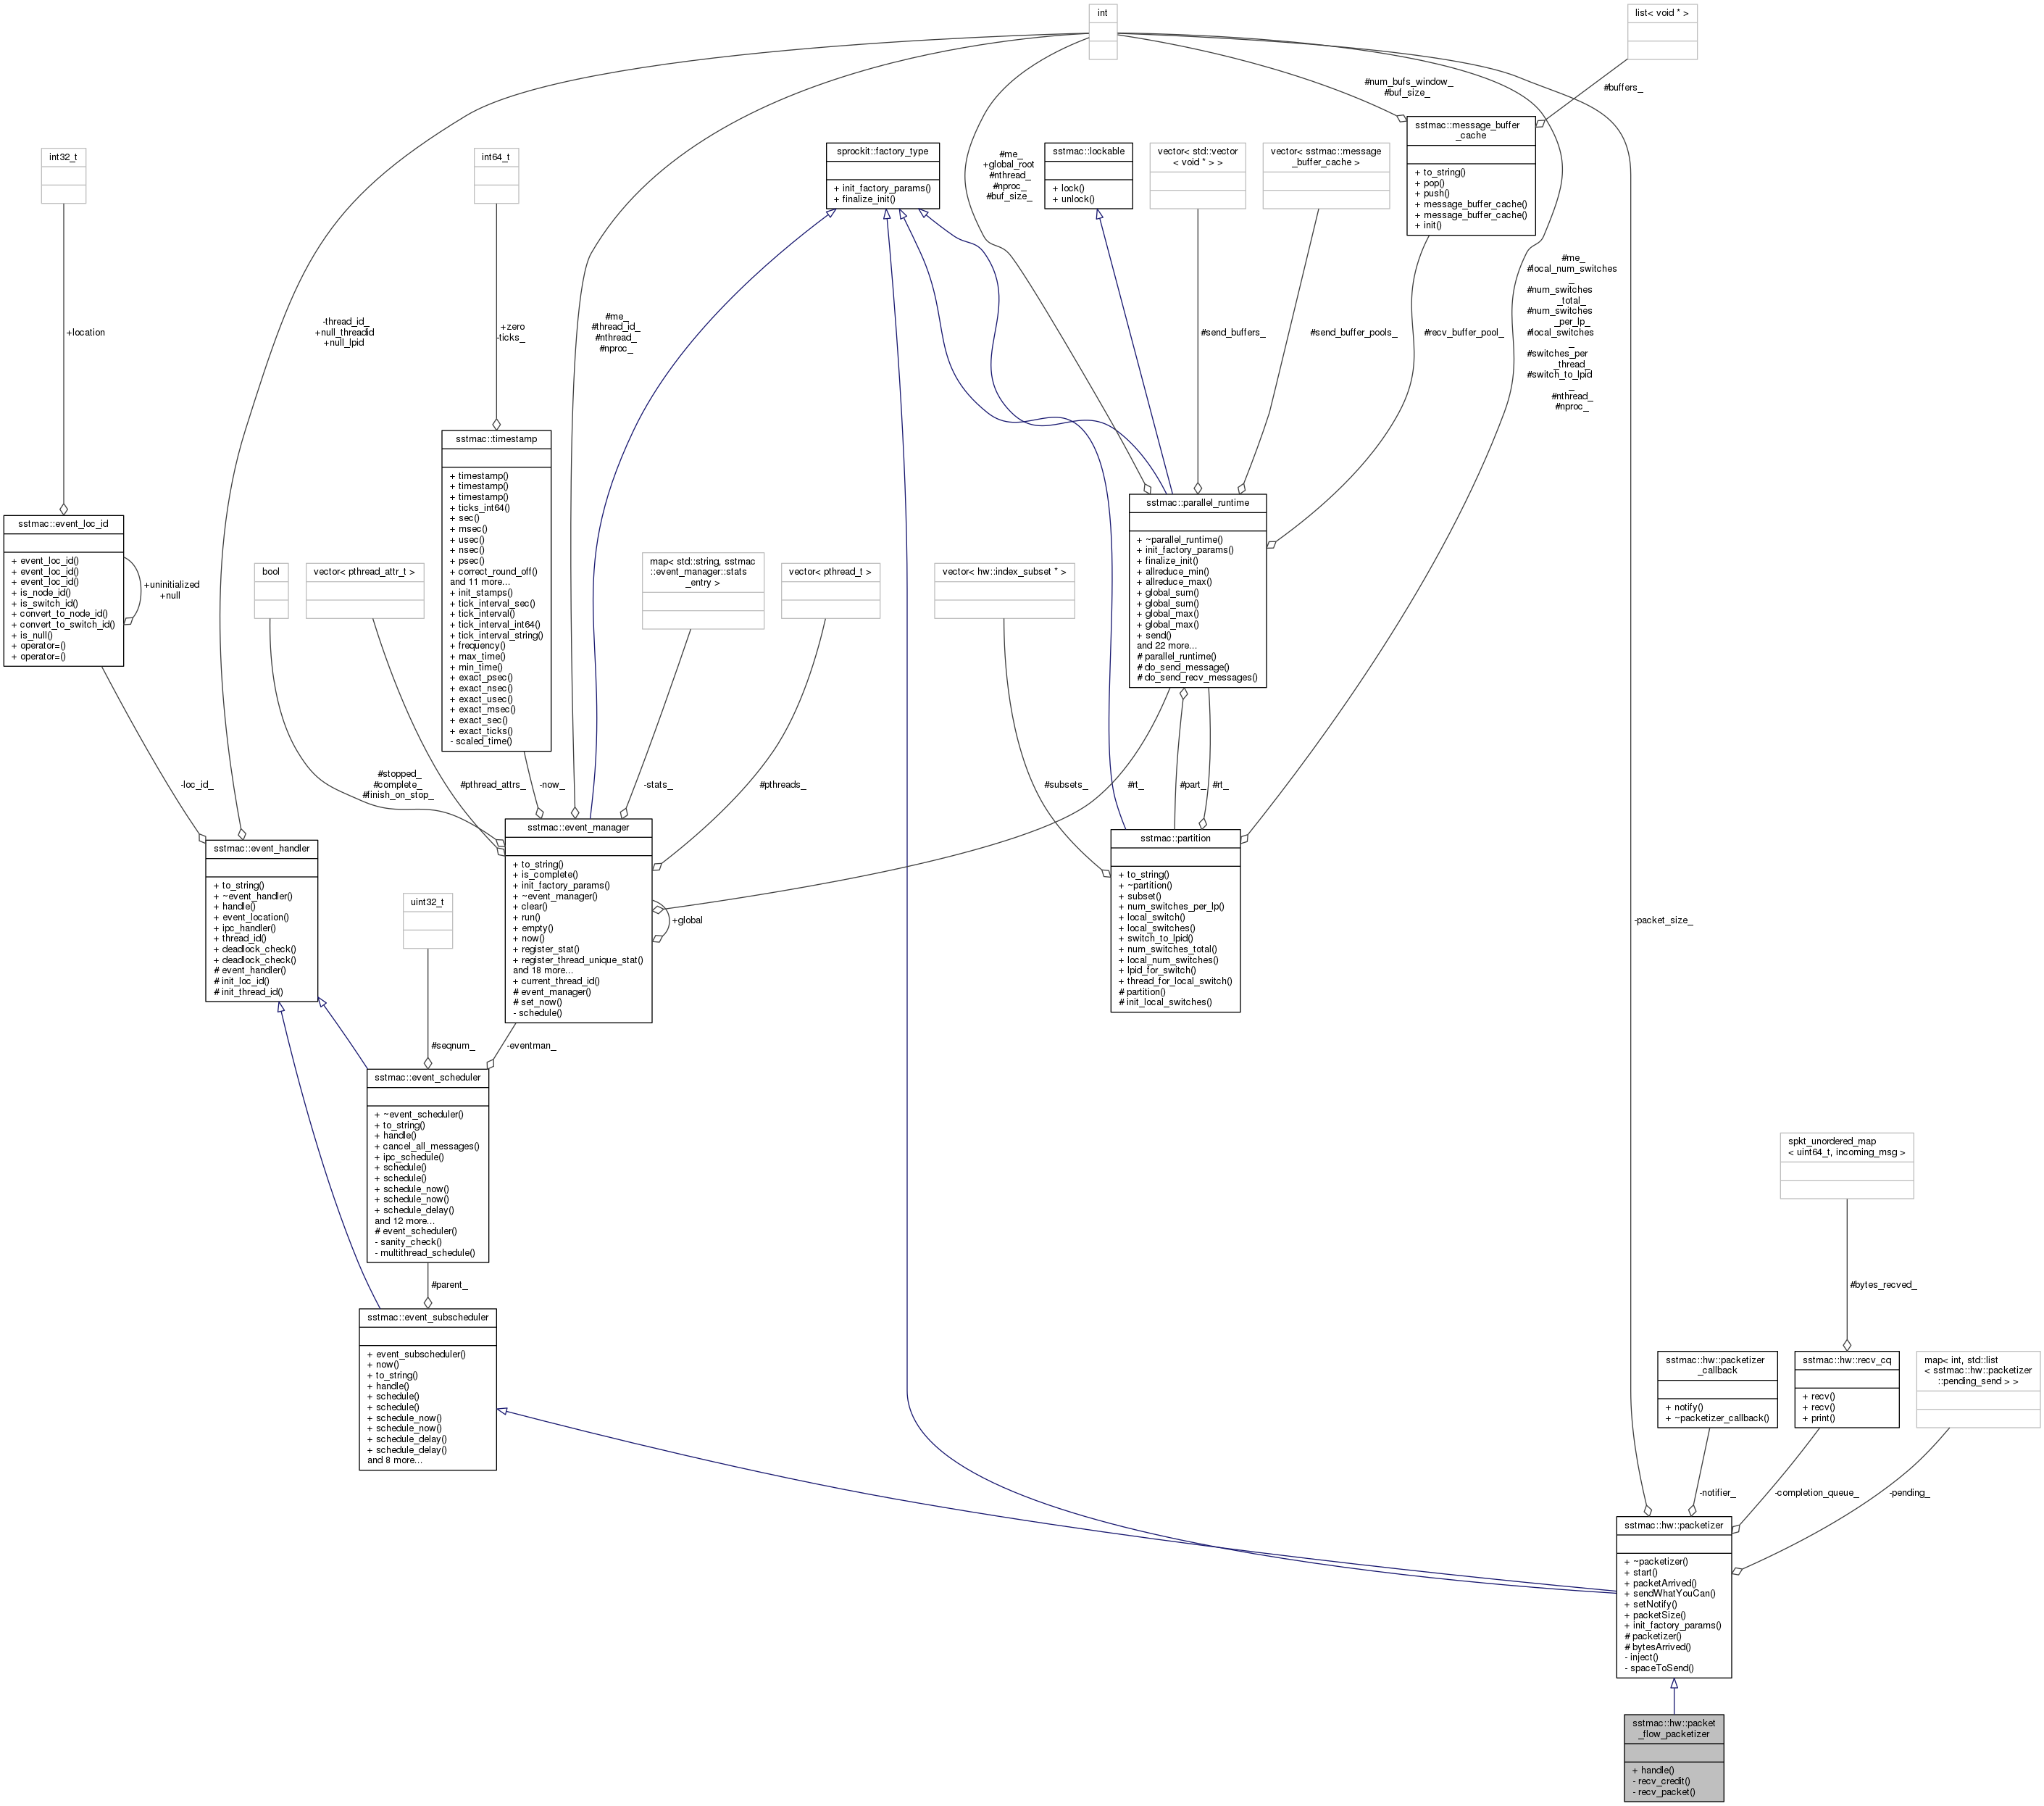 int
list< void * >
#num_bufs_window_
#buf_size_
#buffers_
sstmac::message_buffer
_cache
+ to_string()
+ pop()
+ push()
+ message_buffer_cache()
+ message_buffer_cache()
+ init()
int32_t
int64_t
sprockit::factory_type
+ init_factory_params()
+ finalize_init()
#me_
+global_root
#nthread_
#nproc_
#buf_size_
sstmac::lockable
+ lock()
+ unlock()
vector< std::vector
< void * > >
vector< sstmac::message
_buffer_cache >
#me_
#local_num_switches
_
#num_switches
_total_
#num_switches
_per_lp_
#local_switches
_
#switches_per
_thread_
#switch_to_lpid
_
#nthread_
#nproc_
+location
-thread_id_
+null_threadid
+null_lpid
+zero
-ticks_
#me_
#thread_id_
#nthread_
#nproc_
#send_buffers_
#send_buffer_pools_
#recv_buffer_pool_
sstmac::timestamp
+ timestamp()
+ timestamp()
+ timestamp()
+ ticks_int64()
+ sec()
+ msec()
+ usec()
+ nsec()
+ psec()
+ correct_round_off()
and 11 more...
+ init_stamps()
+ tick_interval_sec()
+ tick_interval()
+ tick_interval_int64()
+ tick_interval_string()
+ frequency()
+ max_time()
+ min_time()
+ exact_psec()
+ exact_nsec()
+ exact_usec()
+ exact_msec()
+ exact_sec()
+ exact_ticks()
- scaled_time()
sstmac::parallel_runtime
+ ~parallel_runtime()
+ init_factory_params()
+ finalize_init()
+ allreduce_min()
+ allreduce_max()
+ global_sum()
+ global_sum()
+ global_max()
+ global_max()
+ send()
and 22 more...
# parallel_runtime()
# do_send_message()
# do_send_recv_messages()
sstmac::event_loc_id
+ event_loc_id()
+ event_loc_id()
+ event_loc_id()
+ is_node_id()
+ is_switch_id()
+ convert_to_node_id()
+ convert_to_switch_id()
+ is_null()
+ operator=()
+ operator=()
+uninitialized
+null
bool
vector< pthread_attr_t >
map< std::string, sstmac
::event_manager::stats
_entry >
vector< pthread_t >
vector< hw::index_subset * >
-loc_id_
#stopped_
#complete_
#finish_on_stop_
#pthread_attrs_
-now_
-stats_
#pthreads_
#subsets_
#rt_
#part_
#rt_
sstmac::event_handler
+ to_string()
+ ~event_handler()
+ handle()
+ event_location()
+ ipc_handler()
+ thread_id()
+ deadlock_check()
+ deadlock_check()
# event_handler()
# init_loc_id()
# init_thread_id()
sstmac::event_manager
+ to_string()
+ is_complete()
+ init_factory_params()
+ ~event_manager()
+ clear()
+ run()
+ empty()
+ now()
+ register_stat()
+ register_thread_unique_stat()
and 18 more...
+ current_thread_id()
# event_manager()
# set_now()
- schedule()
+global
sstmac::partition
+ to_string()
+ ~partition()
+ subset()
+ num_switches_per_lp()
+ local_switch()
+ local_switches()
+ switch_to_lpid()
+ num_switches_total()
+ local_num_switches()
+ lpid_for_switch()
+ thread_for_local_switch()
# partition()
# init_local_switches()
uint32_t
-packet_size_
#seqnum_
-eventman_
sstmac::event_scheduler
+ ~event_scheduler()
+ to_string()
+ handle()
+ cancel_all_messages()
+ ipc_schedule()
+ schedule()
+ schedule()
+ schedule_now()
+ schedule_now()
+ schedule_delay()
and 12 more...
# event_scheduler()
- sanity_check()
- multithread_schedule()
spkt_unordered_map
< uint64_t, incoming_msg >
#parent_
#bytes_recved_
sstmac::event_subscheduler
+ event_subscheduler()
+ now()
+ to_string()
+ handle()
+ schedule()
+ schedule()
+ schedule_now()
+ schedule_now()
+ schedule_delay()
+ schedule_delay()
and 8 more...
sstmac::hw::packetizer
_callback
+ notify()
+ ~packetizer_callback()
sstmac::hw::recv_cq
+ recv()
+ recv()
+ print()
map< int, std::list
< sstmac::hw::packetizer
::pending_send > >
-notifier_
-completion_queue_
-pending_
sstmac::hw::packetizer
+ ~packetizer()
+ start()
+ packetArrived()
+ sendWhatYouCan()
+ setNotify()
+ packetSize()
+ init_factory_params()
# packetizer()
# bytesArrived()
- inject()
- spaceToSend()
sstmac::hw::packet
_flow_packetizer
+ handle()
- recv_credit()
- recv_packet()